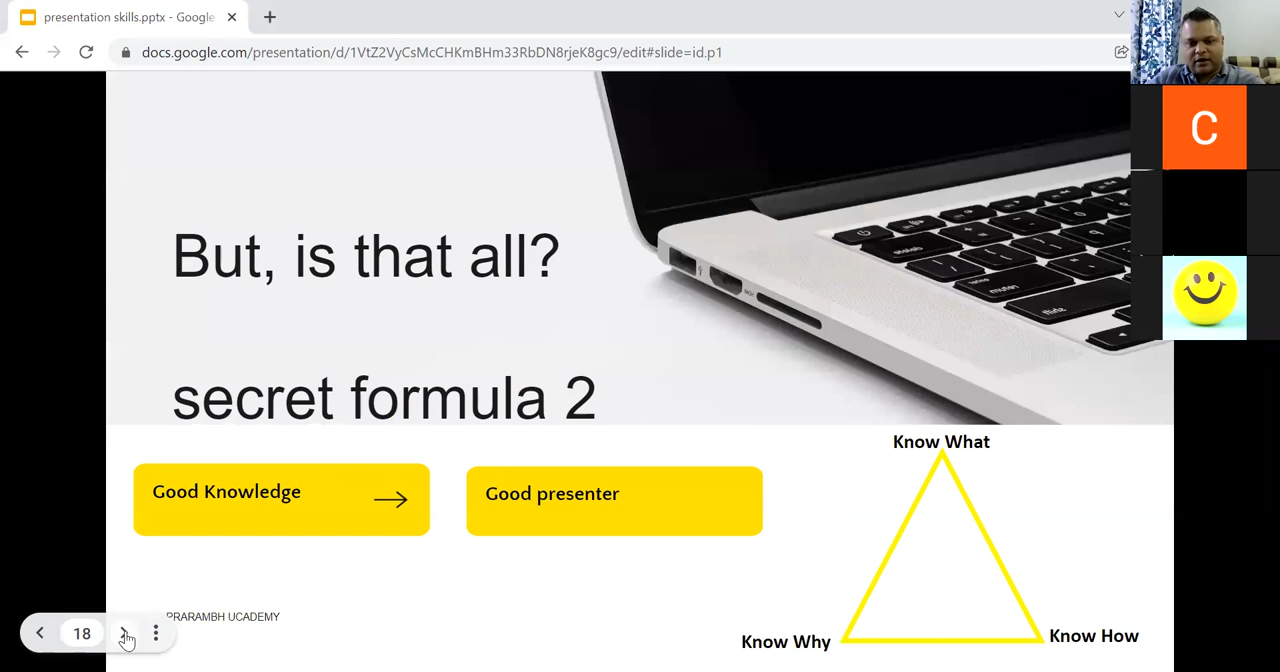 presentation skills.pptx - Google
docs.google.com/presentation/d/1VtZ2VyCsMcCHKmBHm33RbDN8rjeK8gc9/edit#slide=id.p1
C
But, is that all?
secret formula 2
Know What
Good Knowledge
Good presenter
Know Why
Know How
PRARAMBH UCADEMY
18